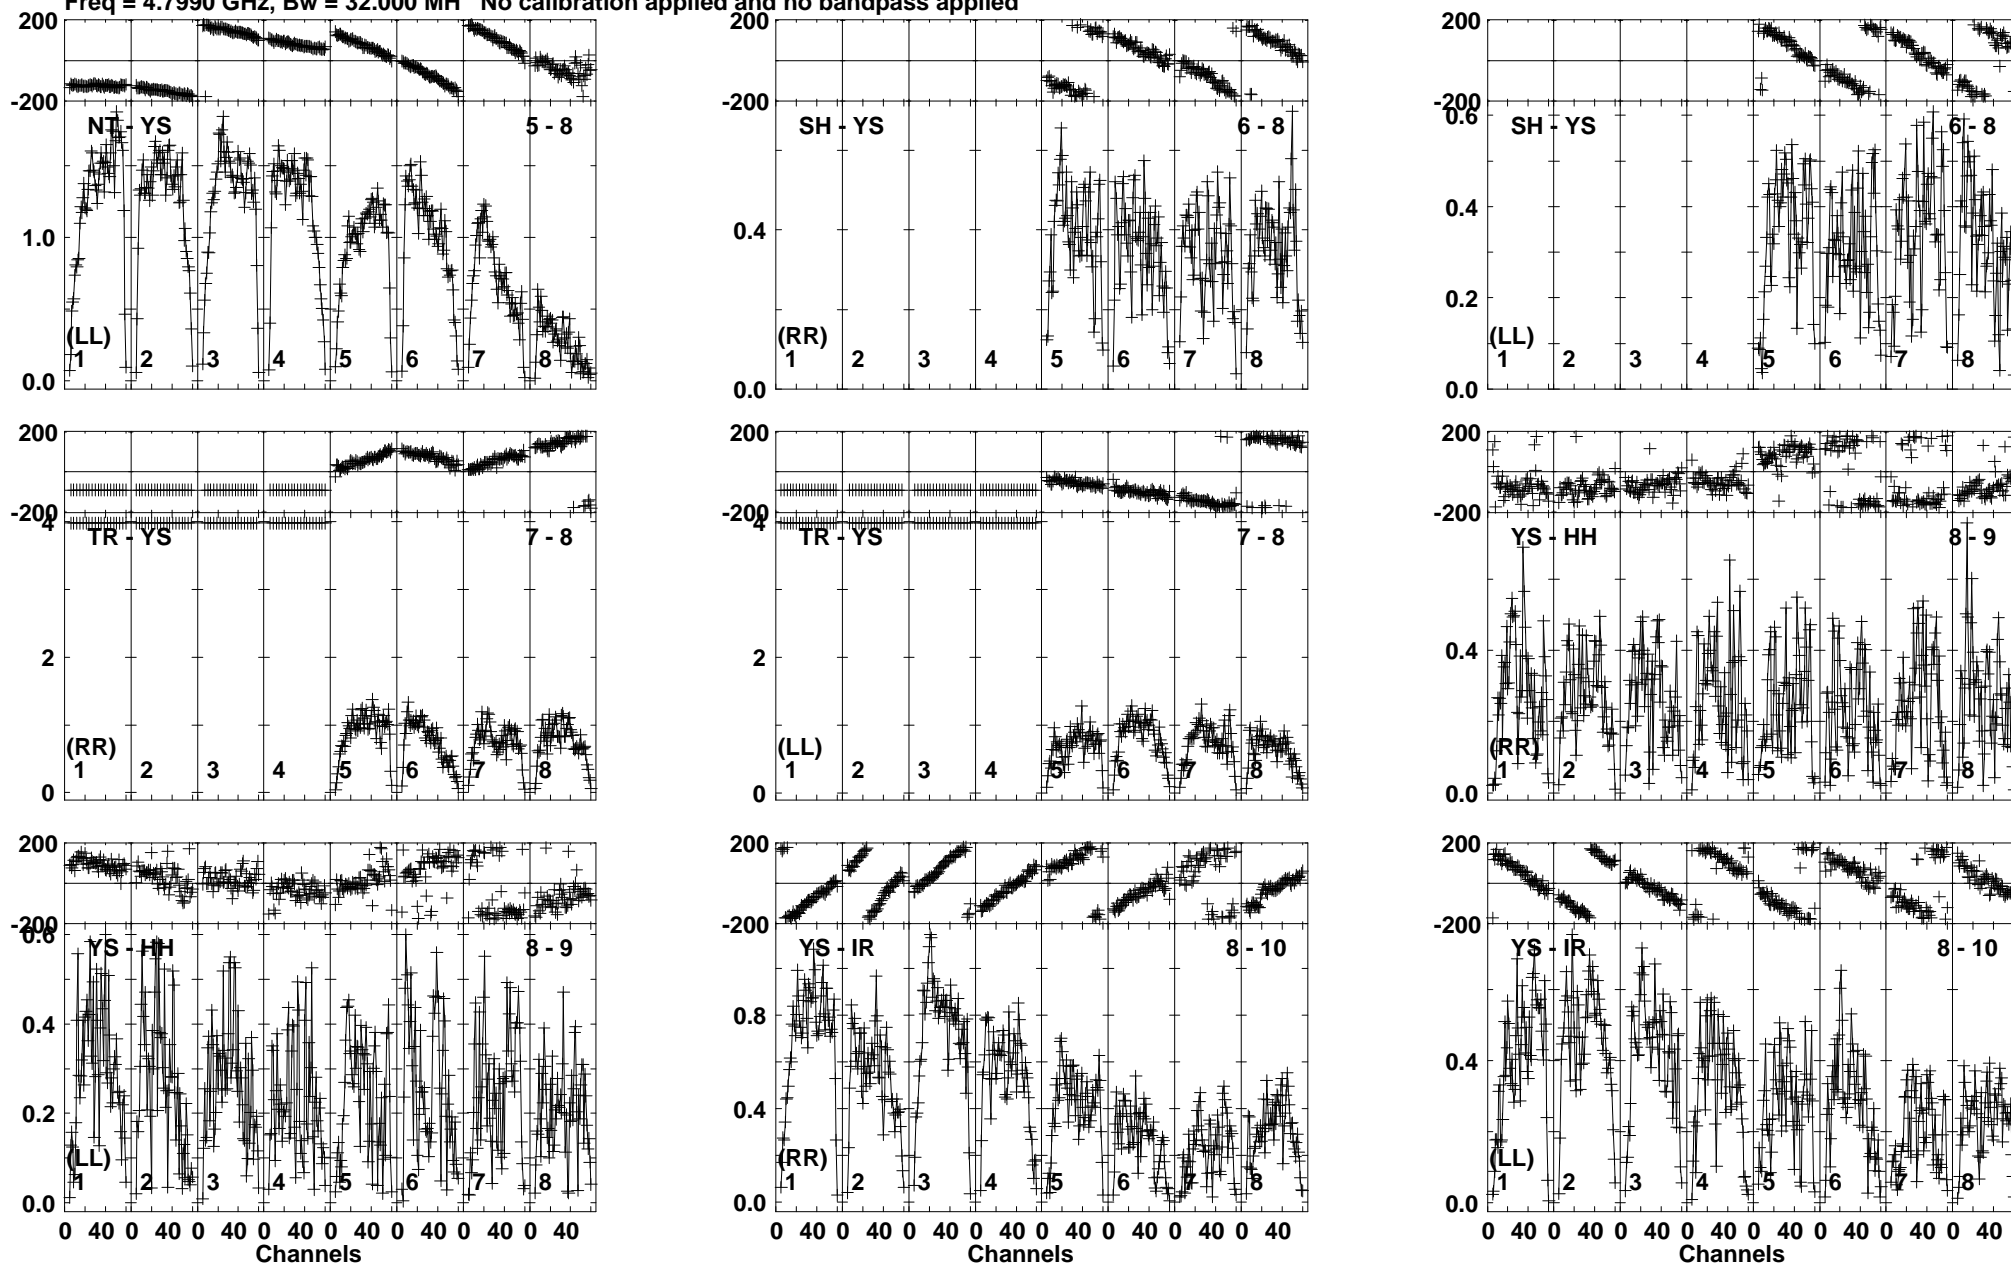 Freq = 4.7990 GHz, Bw = 32.000 MH No calibration applied and no bandpass applied
200 200 200
-200 -200 -200
NT - YS 5 - 8 SH - YS 6 - 8 SH - YS 6 - 8
0.6
1.0 0.4 0.4
0.2
(LL) (RR) (LL)
1 2 3 4 5 6 7 8 1 2 3 4 5 6 7 8 1 2 3 4 5 6 7 8
0.0 0.0 0.0
200 200 200
-200 -200 -200
4 4
TR - YS 7 - 8 TR - YS 7 - 8 YS - HH 8 - 9
2 2 0.4
(RR) (LL) (RR)
1 2 3 4 5 6 7 8 1 2 3 4 5 6 7 8 1 2 3 4 5 6 7 8
0 0 0.0
200 200 200
-200 -200 -200
0.6
YS - HH 8 - 9 YS - IR 8 - 10 YS - IR 8 - 10
0.4 0.8 0.4
0.2 0.4
(LL) (RR) (LL)
1 2 3 4 5 6 7 8 1 2 3 4 5 6 7 8 1 2 3 4 5 6 7 8
0.0 0.0 0.0
0 40 0 40 0 40 0 40 0 40 0 40 0 40 0 40 0 40 0 40 0 40 0 40 0 40 0 40 0 40 0 40 0 40 0 40 0 40 0 40 0 40 0 40 0 40 0 40
Channels Channels Channels